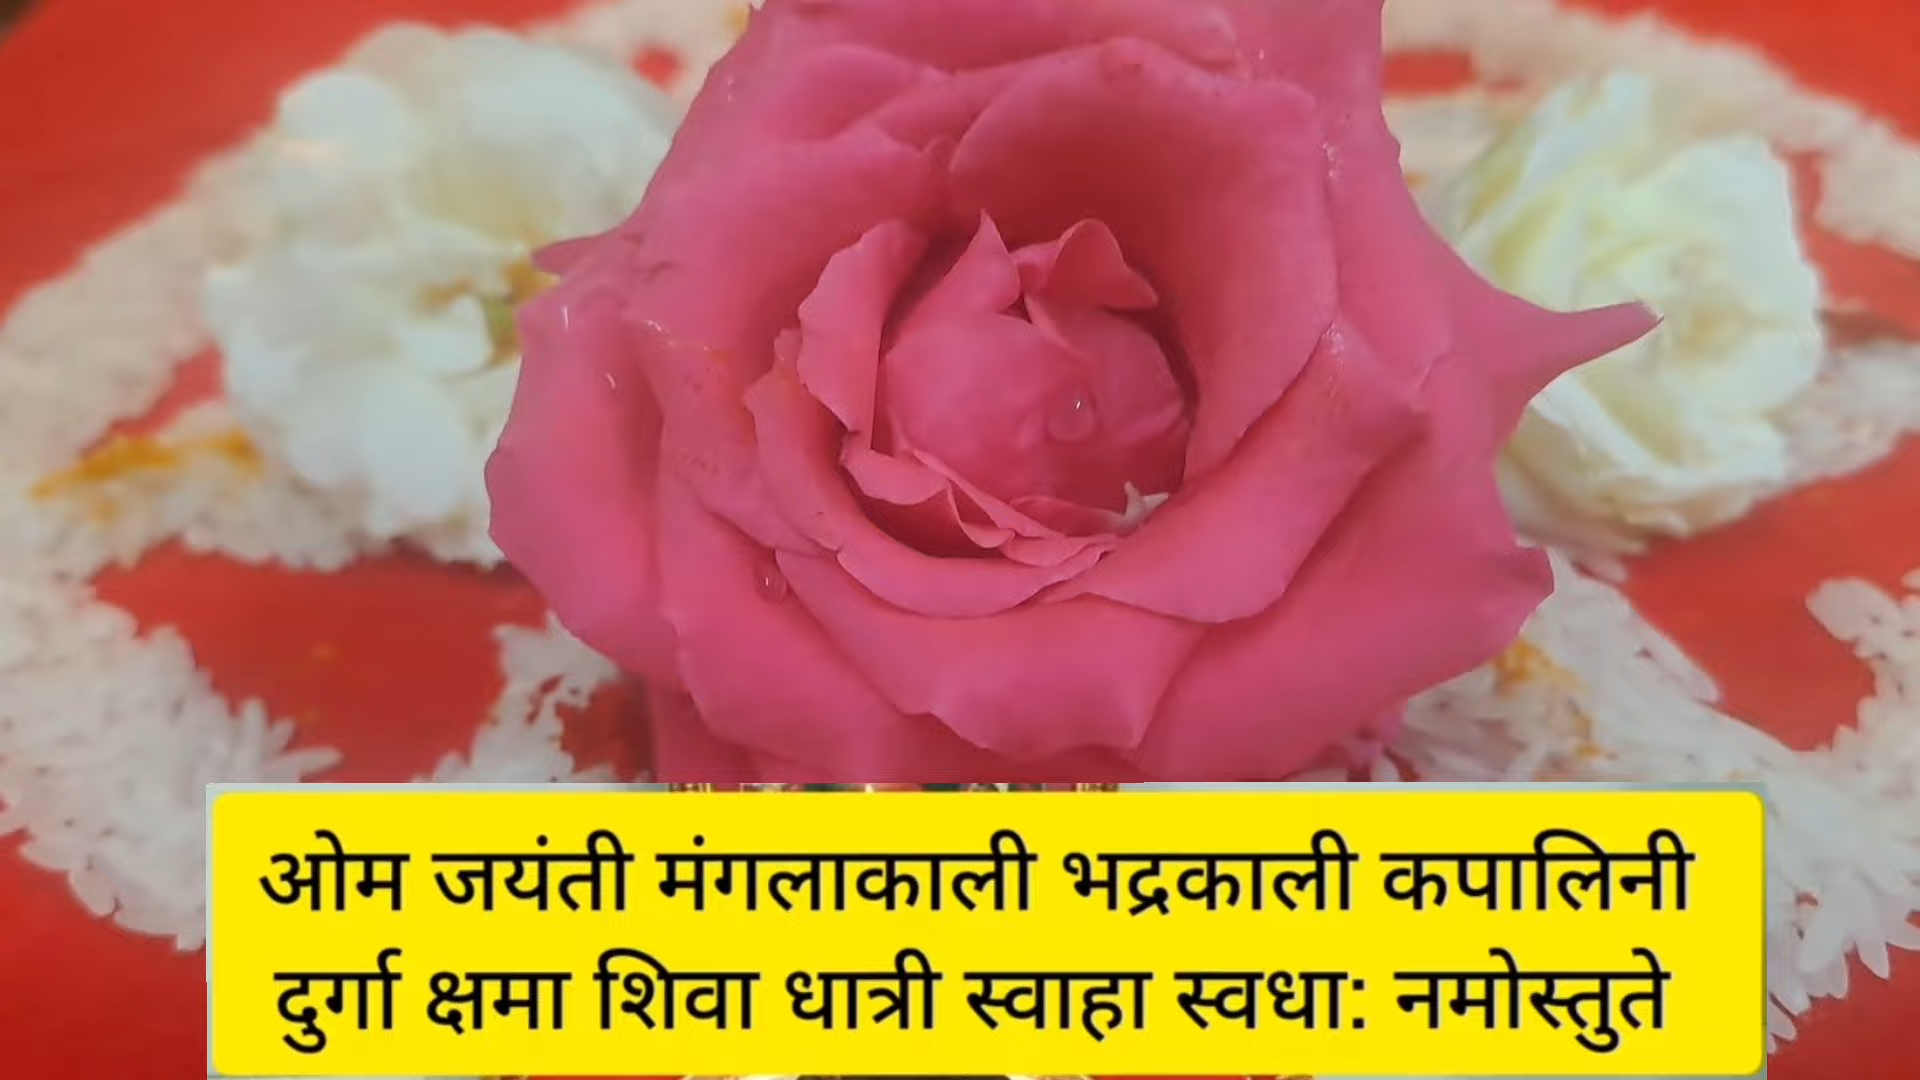 ओम जयंती मंगलाकाली भद्रकाली कपालिनी
दुर्गा क्षमा शिवा धात्री स्वाहा स्वधा: नमोस्तुते